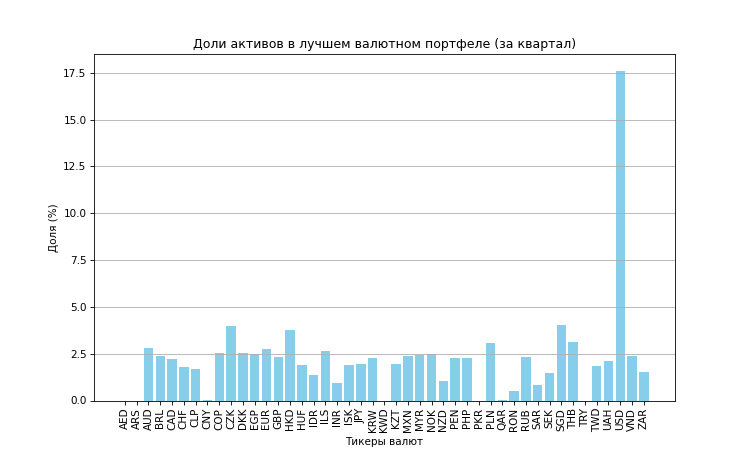 Доли активов в лучшем валютном портфеле (за квартал)
17.5
15.0
12.5
10.0
7.5
5.0
2.5
0.0
Доля (%)
AED ARS AUD BRL CAD CHF CLP CNY COP CZK DKK EGP EUR GBP HKD HUF IDR ILS INR ISK JPY KRW KWD KZT MXN MYR NOK NZD PEN PHP PKR PLN QAR RON RUB SAR SEK SGD THB TRY TWD UAH USD VND ZAR
Тикеры валют